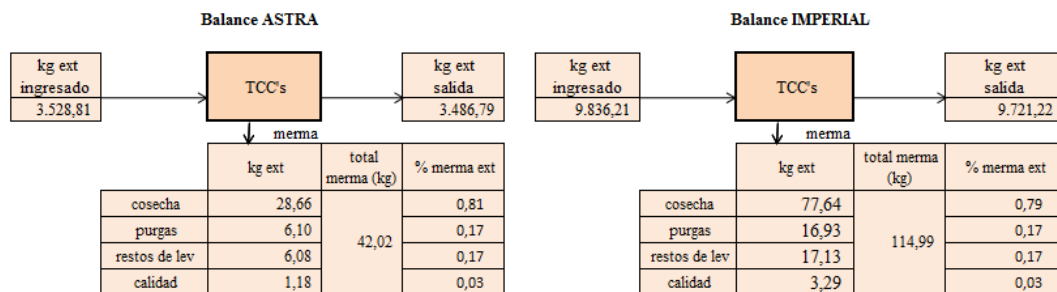 Balance ASTRA
kg ext
ingresado
3.528,81
TCC's
kg ext
salida
3.486,79
merma
kg ext
total
merma (kg)
% merma ext
cosecha 28,66 0,81
purgas 6,10 0,17
42,02
restos de lev 6,08 0,17
calidad 1,18 0,03
Balance IMPERIAL
kg ext
ingresado
9.836,21
TCC's
kg ext
salida
9.721,22
merma
kg ext
total merma
(kg)
% merma ext
cosecha 77,64 0,79
purgas 16,93 0,17
114,99
restos de lev 17,13 0,17
calidad 3,29 0,03